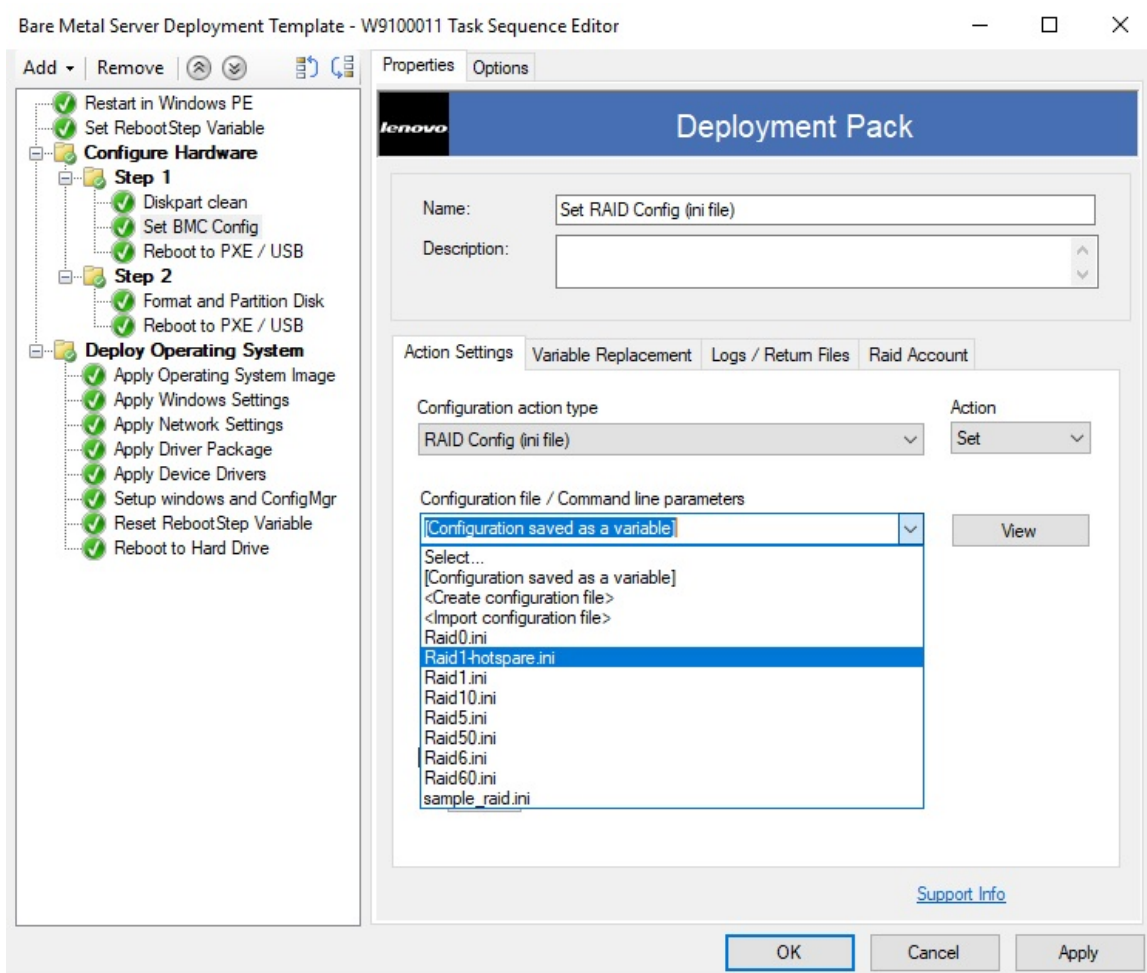 Bare Metal Server Deployment Template - W9100011 Task Sequence Editor
Add
Remove
Restart in Windows PE
Set RebootStep Variable
Configure Hardware
Step 1
Diskpart clean
Set BMC Config
Reboot to PXE / USB
Step 2
Format and Partition Disk
Reboot to PXE / USB
Deploy Operating System
Apply Operating System Image
Apply Windows Settings
Apply Network Settings
Apply Driver Package
Apply Device Drivers
Setup windows and ConfigMgr
Reset RebootStep Variable
Reboot to Hard Drive
Properties
Options
lenovo
Deployment Pack
Name:
Set RAID Config (ini file)
Description:
Action Settings
Variable Replacement
Logs / Return Files
Raid Account
Configuration action type
Action
RAID Config (ini file)
Set
Configuration file / Command line parameters
[Configuration saved as a variable]
View
Select...
[Configuration saved as a variable]
<Create configuration file>
<Import configuration file>
Raid0.ini
Raid1-hotspare.ini
Raid1.ini
Raid10.ini
Raid5.ini
Raid50.ini
Raid6.ini
Raid60.ini
sample_raid.ini
Support Info
OK
Cancel
Apply